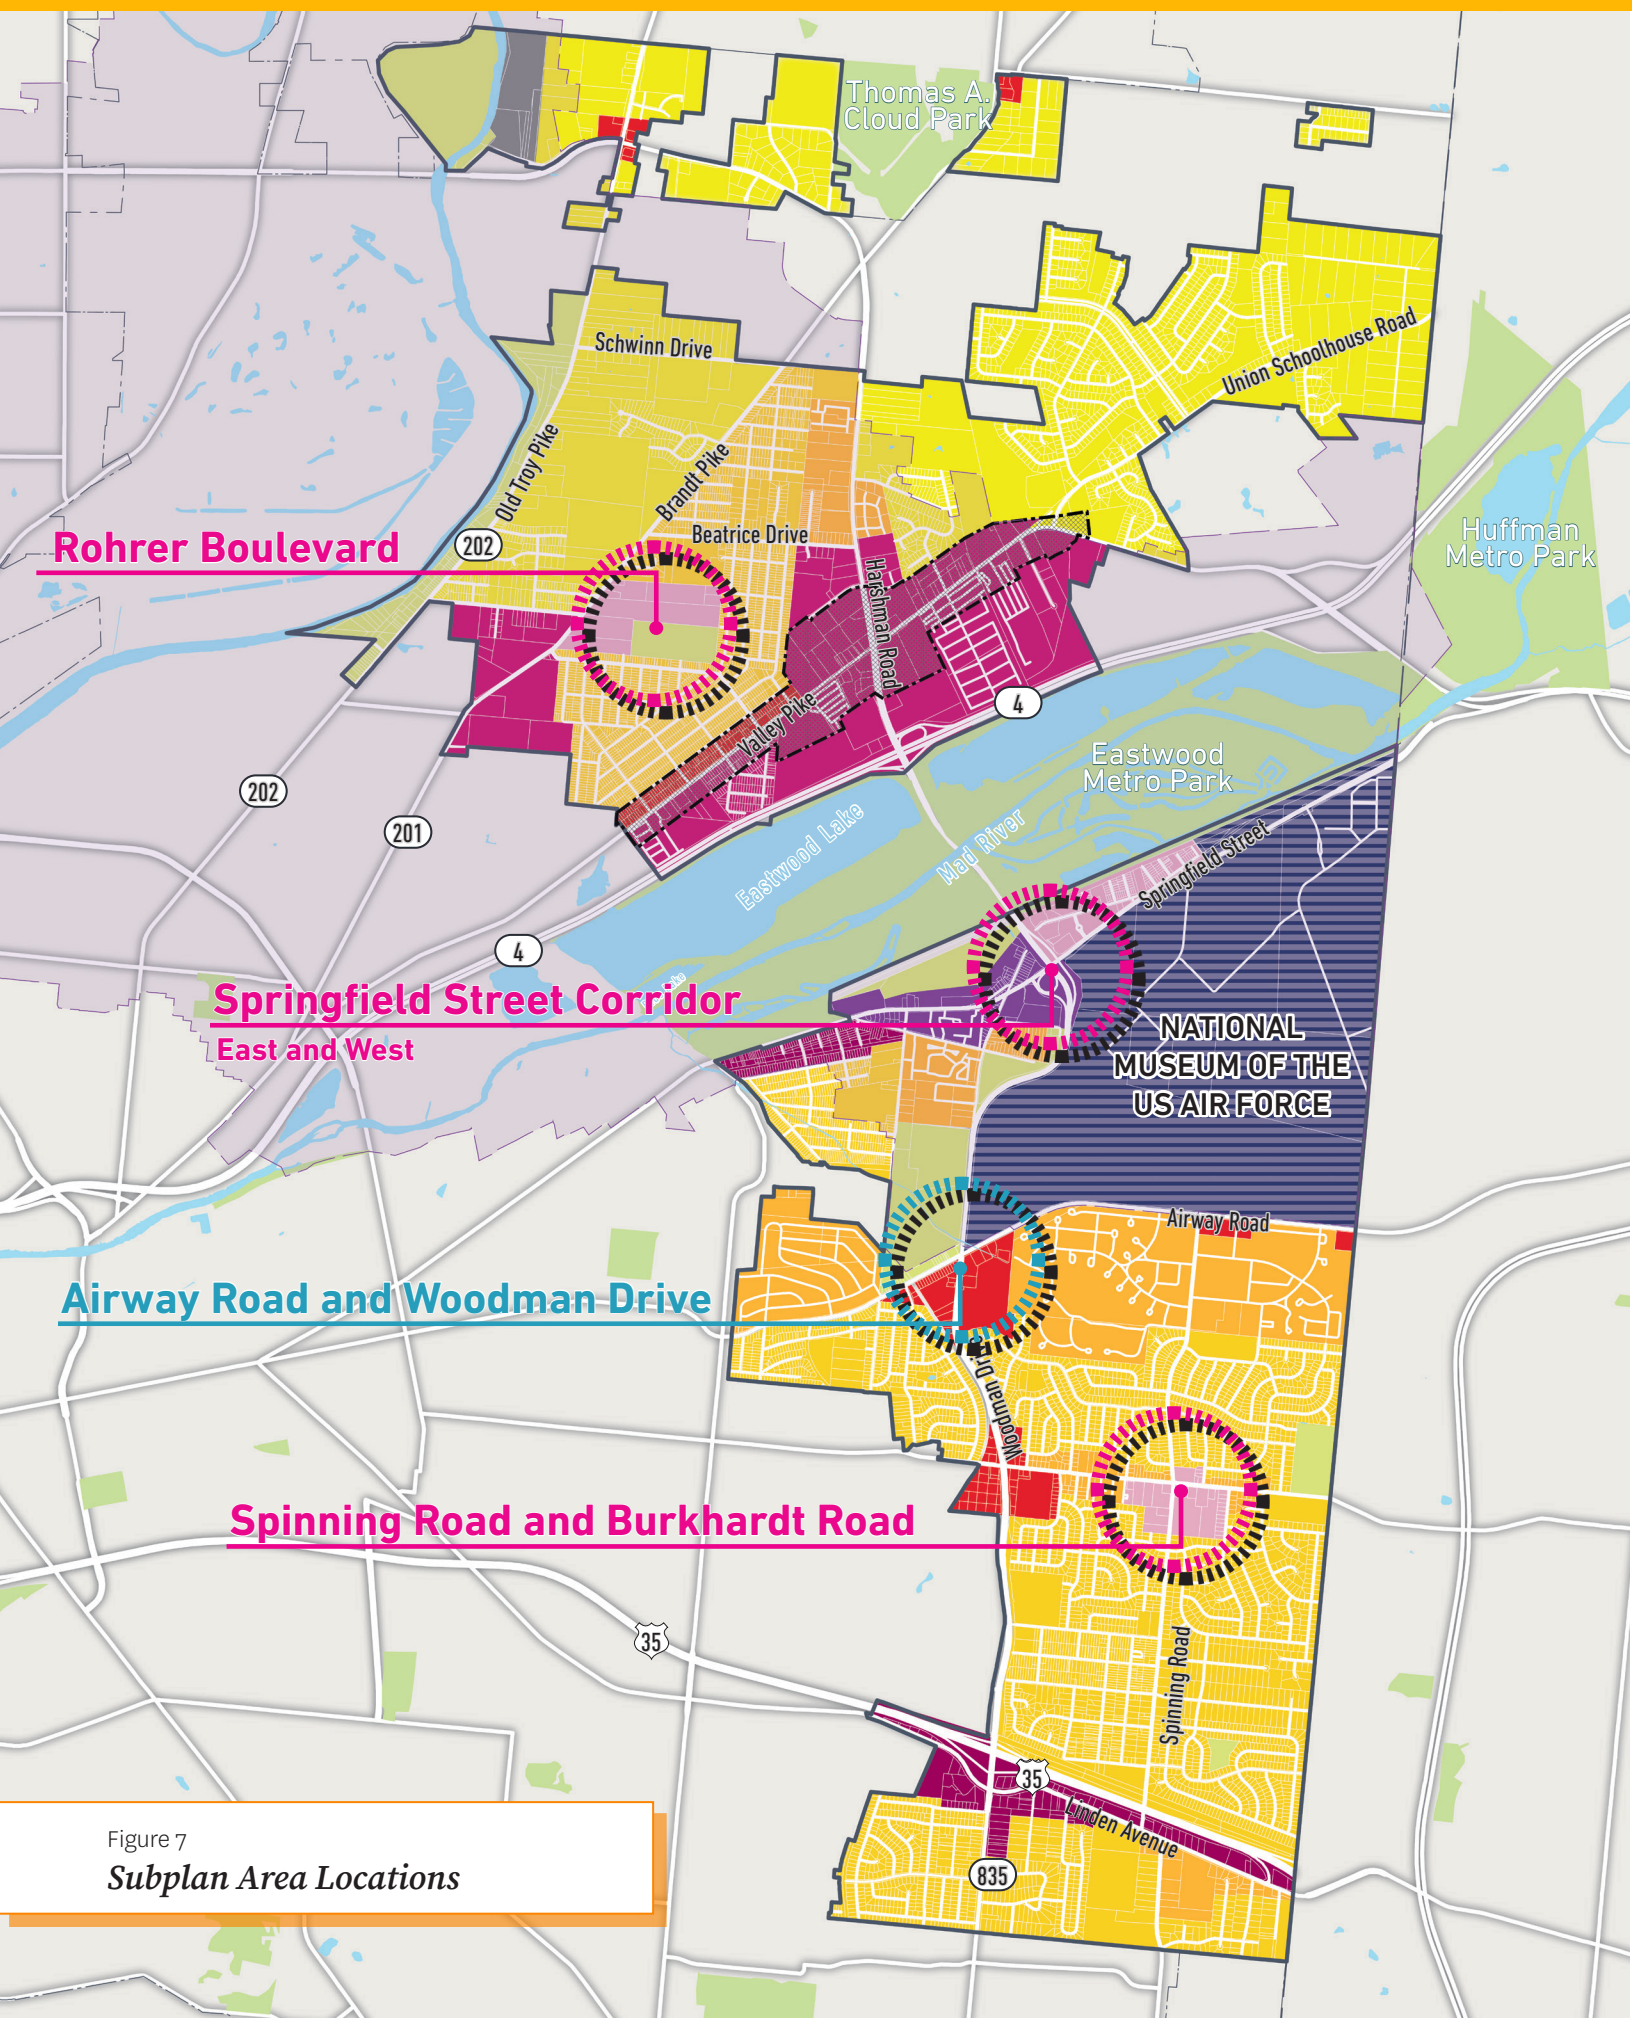 Thomas A.
Cloud Park
Schwinn Drive
Union Schoolhouse Road
Old Troy Pike
Brandt Pike
Beatrice Drive
Huffman
Metro Park
Rohrer Boulevard
202
Harshman Road
4
Valley Pike
Eastwood
Metro Park
202
201
Eastwood Lake
Mad River
Springfield Street
4
Springfield Street Corridor
East and West
NATIONAL
MUSEUM OF THE
US AIR FORCE
Airway Road
Airway Road and Woodman Drive
Woodman Dri
Spinning Road and Burkhardt Road
35
Spinning Road
35
Linden Avenue
835
Figure 7
Subplan Area Locations